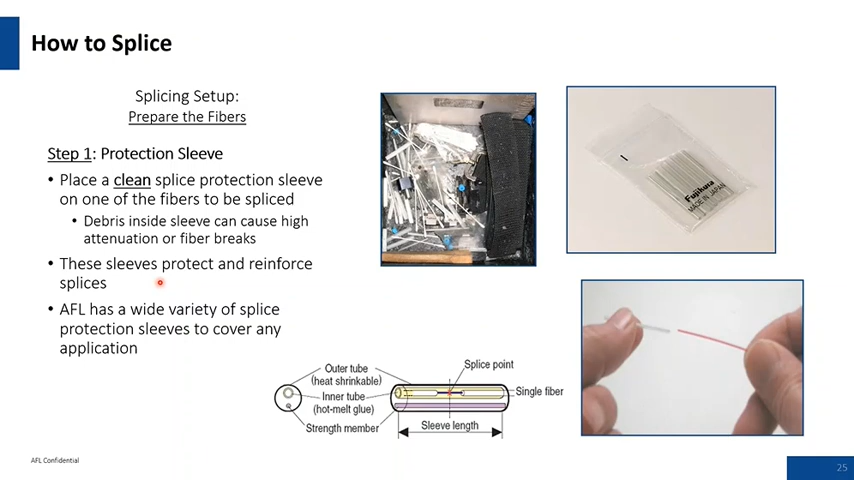 How to Splice
Splicing Setup:
Prepare the Fibers
Step 1: Protection Sleeve
• Place a clean splice protection sleeve
on one of the fibers to be spliced
• Debris inside sleeve can cause high
attenuation or fiber breaks
• These sleeves protect and reinforce
splices
• AFL has a wide variety of splice
protection sleeves to cover any
application
Fujikura
MADE IN JAPAN
Outer tube
(heat shrinkable)
Inner tube
(hot-melt glue)
Strength member
Splice point
Single fiber
Sleeve length
AFL Confidential
25